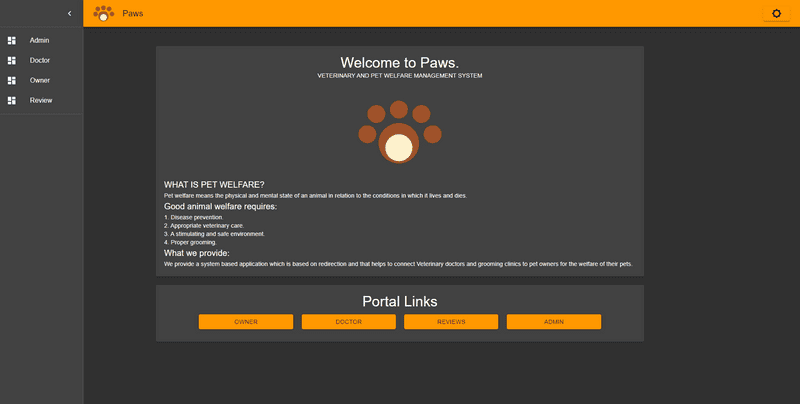 Paws
Admin
Doctor
Owner
Review
Welcome to Paws.
VETERINARY AND PET WELFARE MANAGEMENT SYSTEM
WHAT IS PET WELFARE?
Pet welfare means the physical and mental state of an animal in relation to the conditions in which it lives and dies.
Good animal welfare requires:
1. Disease prevention.
2. Appropriate veterinary care.
3. A stimulating and safe environment.
4. Proper grooming.
What we provide:
We provide a system based application which is based on redirection and that helps to connect Veterinary doctors and grooming clinics to pet owners for the welfare of their pets.
Portal Links
OWNER
DOCTOR
REVIEWS
ADMIN